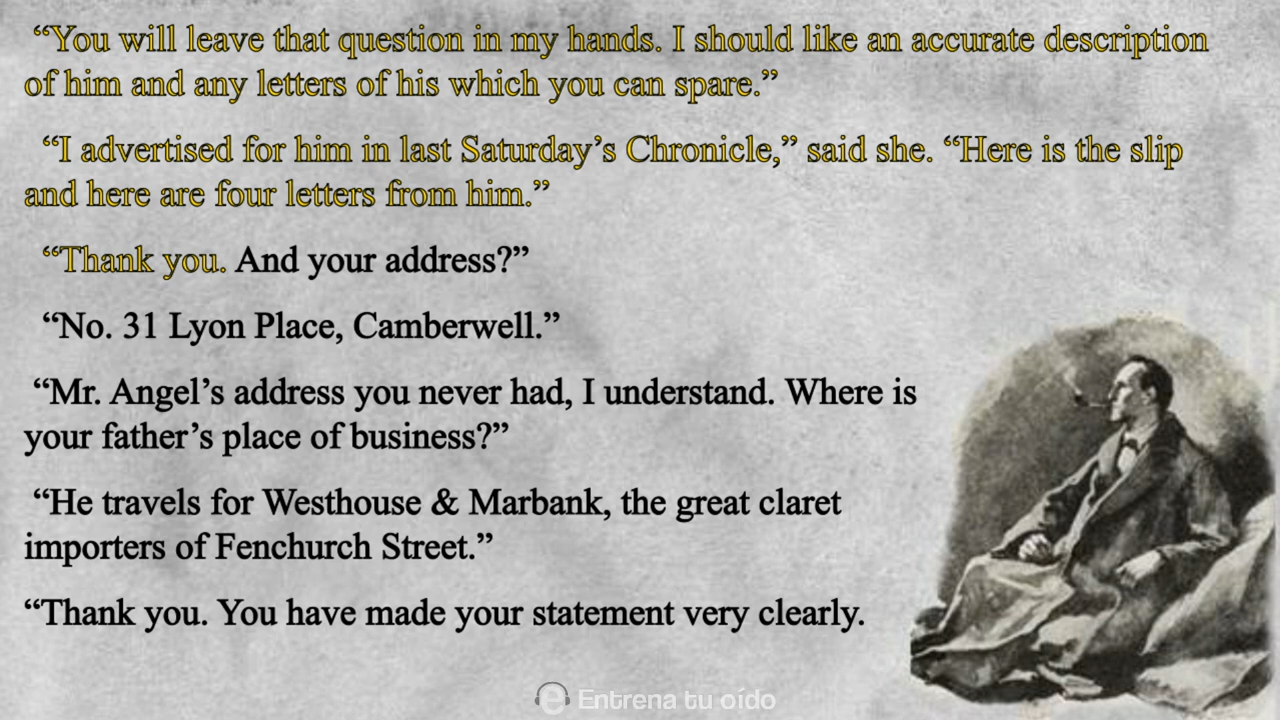 “You will leave that question in my hands. I should like an accurate description
of him and any letters of his which you can spare.”
“I advertised for him in last Saturday’s Chronicle,” said she. “Here is the slip
and here are four letters from him.”
“Thank you. And your address?”
“No. 31 Lyon Place, Camberwell.”
“Mr. Angel’s address you never had, I understand. Where is
your father’s place of business?”
“He travels for Westhouse & Marbank, the great claret
importers of Fenchurch Street.”
“Thank you. You have made your statement very clearly.
e Entrena tu oído